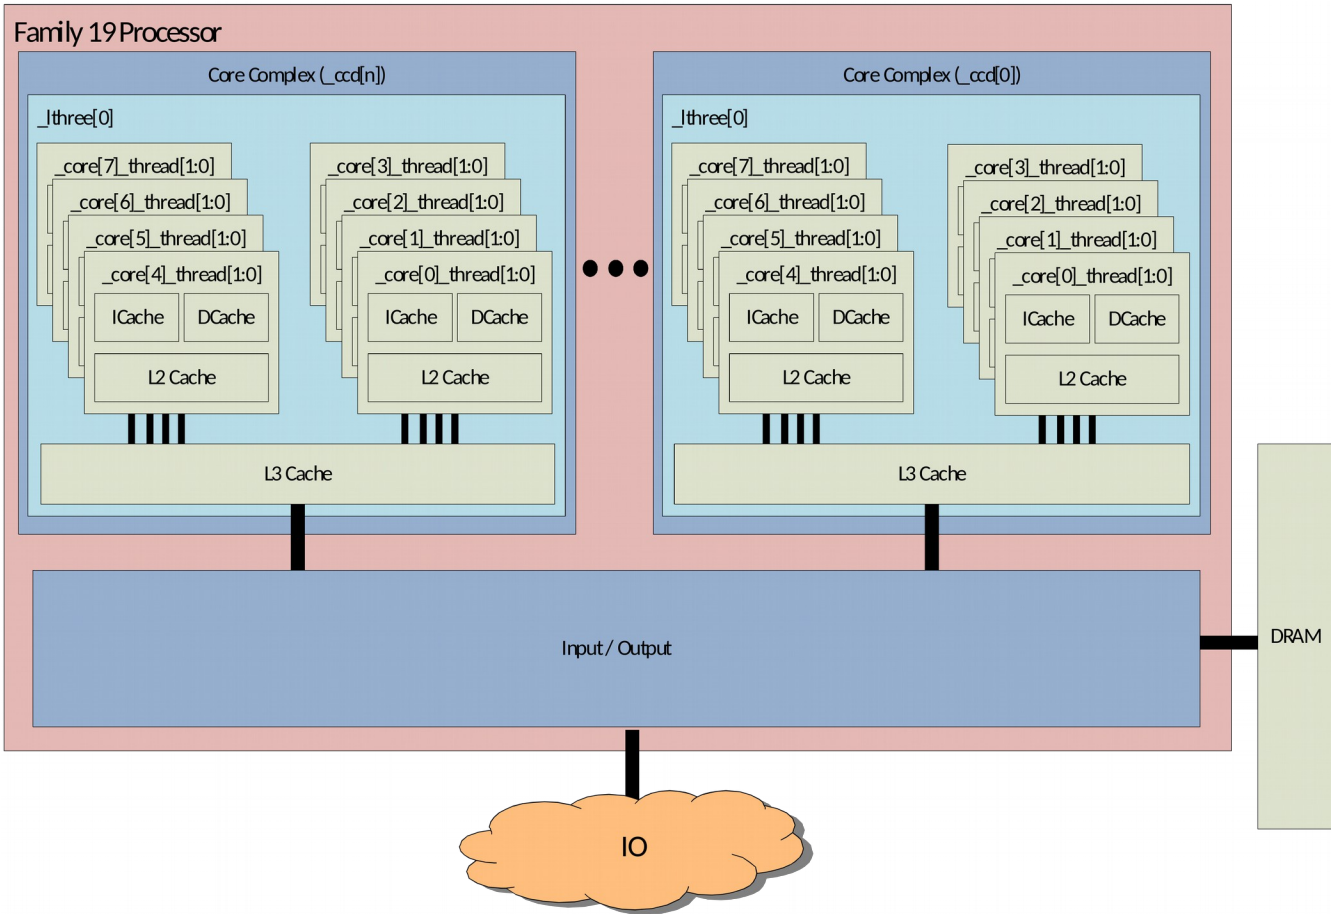 Family 19 Processor
Core Complex (_ccd[n])
_lthree[0]
_core[7]_thread[1:0]
_core[6]_thread[1:0]
_core[5]_thread[1:0]
_core[4]_thread[1:0]
ICache
DCache
L2 Cache
_core[3]_thread[1:0]
_core[2]_thread[1:0]
_core[1]_thread[1:0]
_core[0]_thread[1:0]
ICache
DCache
L2 Cache
L3 Cache
Core Complex (_ccd[0])
_lthree[0]
_core[7]_thread[1:0]
_core[6]_thread[1:0]
_core[5]_thread[1:0]
_core[4]_thread[1:0]
ICache
DCache
L2 Cache
_core[3]_thread[1:0]
_core[2]_thread[1:0]
_core[1]_thread[1:0]
_core[0]_thread[1:0]
ICache
DCache
L2 Cache
L3 Cache
Input / Output
DRAM
IO